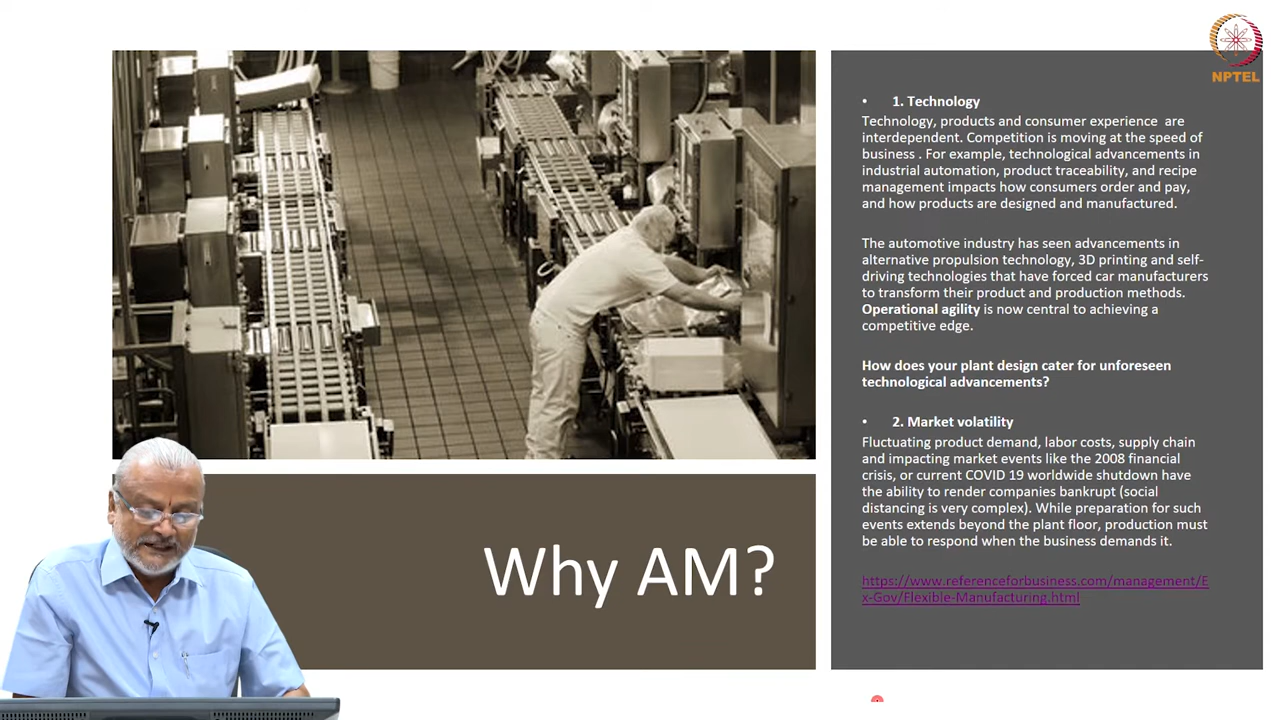 NPTEL
• 1. Technology
Technology, products and consumer experience are
interdependent. Competition is moving at the speed of
business . For example, technological advancements in
industrial automation, product traceability, and recipe
management impacts how consumers order and pay,
and how products are designed and manufactured.
The automotive industry has seen advancements in
alternative propulsion technology, 3D printing and self-
driving technologies that have forced car manufacturers
to transform their product and production methods.
Operational agility is now central to achieving a
competitive edge.
How does your plant design cater for unforeseen
technological advancements?
• 2. Market volatility
Fluctuating product demand, labor costs, supply chain
and impacting market events like the 2008 financial
crisis, or current COVID 19 worldwide shutdown have
the ability to render companies bankrupt (social
distancing is very complex). While preparation for such
events extends beyond the plant floor, production must
be able to respond when the business demands it.
https://www.referenceforbusiness.com/management/E
x-Gov/Flexible-Manufacturing.html
Why AM?